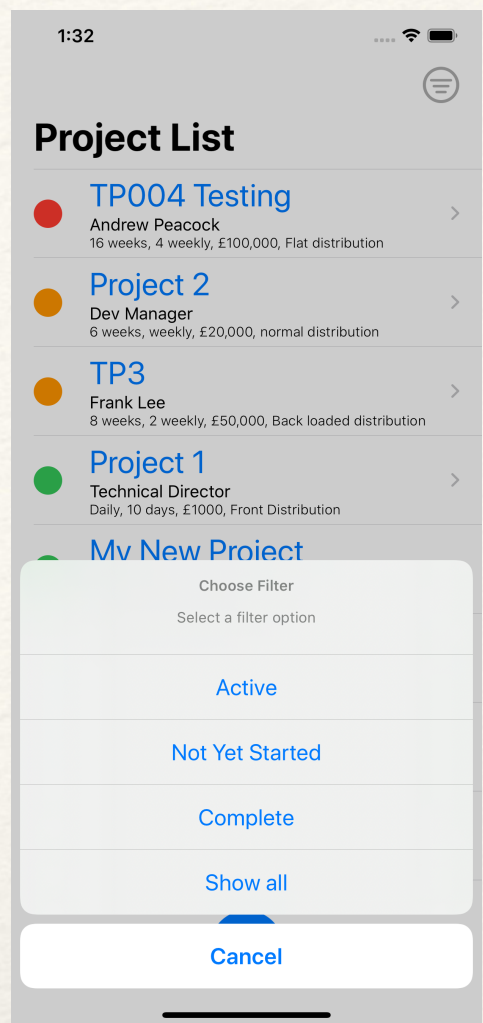 1:32
Project List
TP004 Testing
Andrew Peacock
16 weeks, 4 weekly, £100,000, Flat distribution
Project 2
Dev Manager
6 weeks, weekly, £20,000, normal distribution
TP3
Frank Lee
8 weeks, 2 weekly, £50,000, Back loaded distribution
Project 1
Technical Director
Daily, 10 days, £1000, Front Distribution
My New Project
Choose Filter
Select a filter option
Active
Not Yet Started
Complete
Show all
Cancel